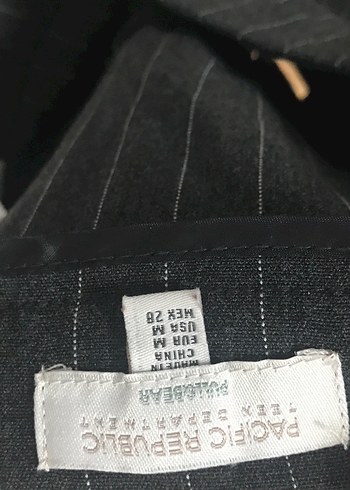 PACIFIC REPUBLIC
TEEN DEPARTMENT
PULL&BEAR
MADE IN
CHINA
EUR M
USA M
MEX 28